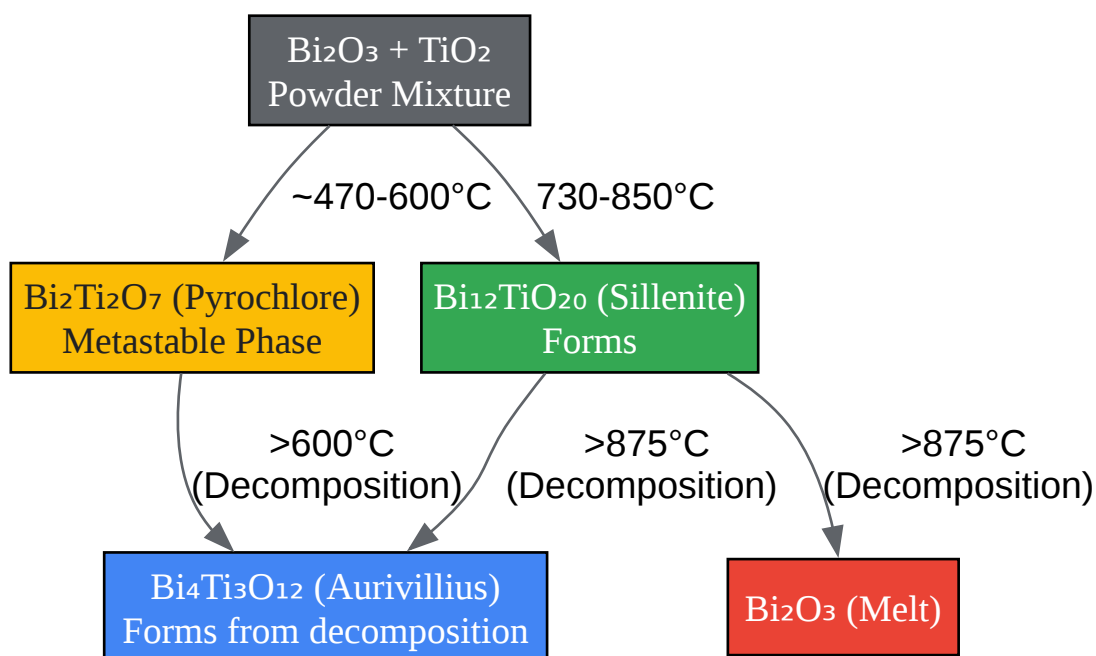 Bi₂O₃ + TiO₂
Powder Mixture
~470-600°C
730-850°C
Bi₂Ti₂O₇ (Pyrochlore)
Metastable Phase
Bi₁₂TiO₂₀ (Sillenite)
Forms
>600°C
(Decomposition)
>875°C
(Decomposition)
>875°C
(Decomposition)
Bi₄Ti₃O₁₂ (Aurivillius)
Forms from decomposition
Bi₂O₃ (Melt)